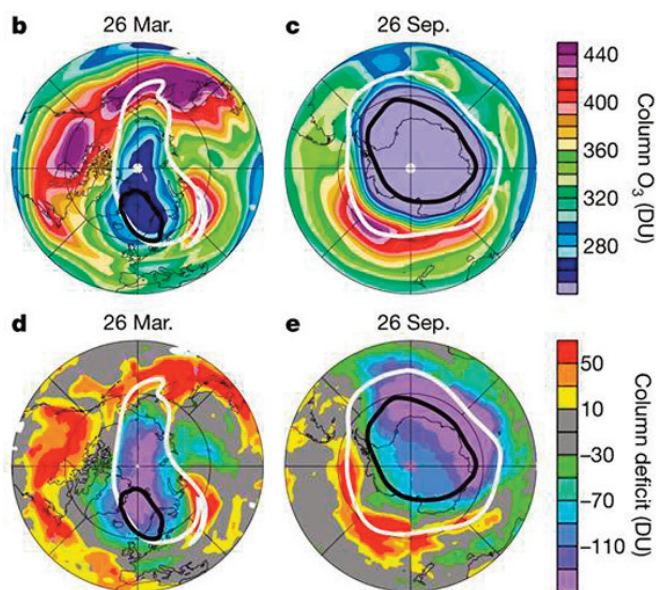 b 26 Mar.
c 26 Sep.
440
400
360
320
280
Column O₃ (DU)
d 26 Mar.
e 26 Sep.
50
10
−30
−70
−110
Column deficit (DU)